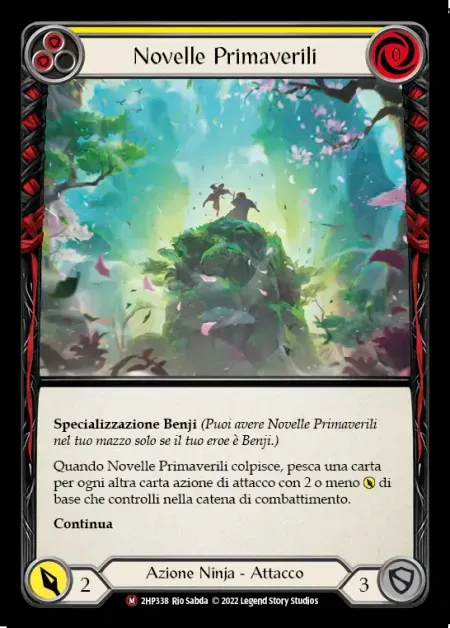 Novelle Primaverili
0
Specializzazione Benji (Puoi avere Novelle Primaverili
nel tuo mazzo solo se il tuo eroe è Benji.)
Quando Novelle Primaverili colpisce, pesca una carta
per ogni altra carta azione di attacco con 2 o meno di
base che controlli nella catena di combattimento.
Continua
2
Azione Ninja - Attacco
3
M 2HP338 Rio Sabda © 2022 Legend Story Studios